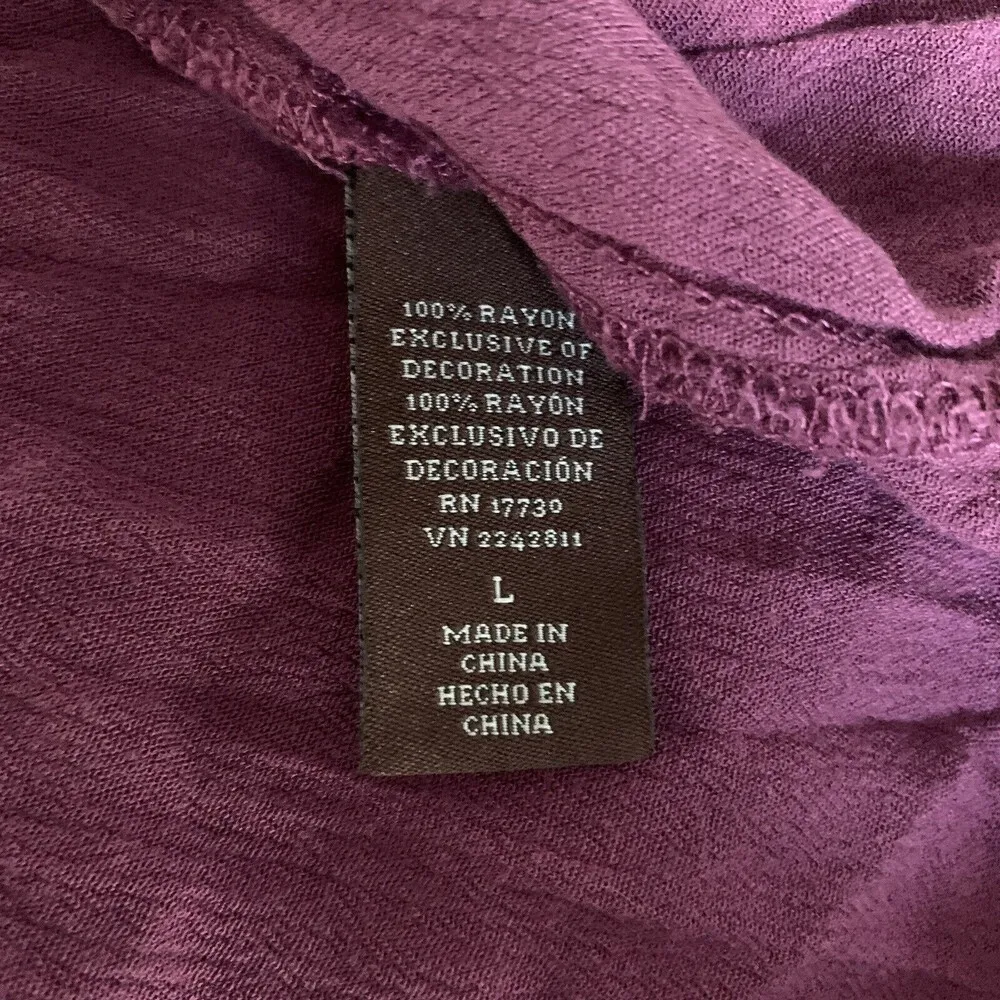 100% RAYON
EXCLUSIVE OF
DECORATION
100% RAYÓN
EXCLUSIVO DE
DECORACIÓN
RN 17730
VN 2242811
L
MADE IN
CHINA
HECHO EN
CHINA